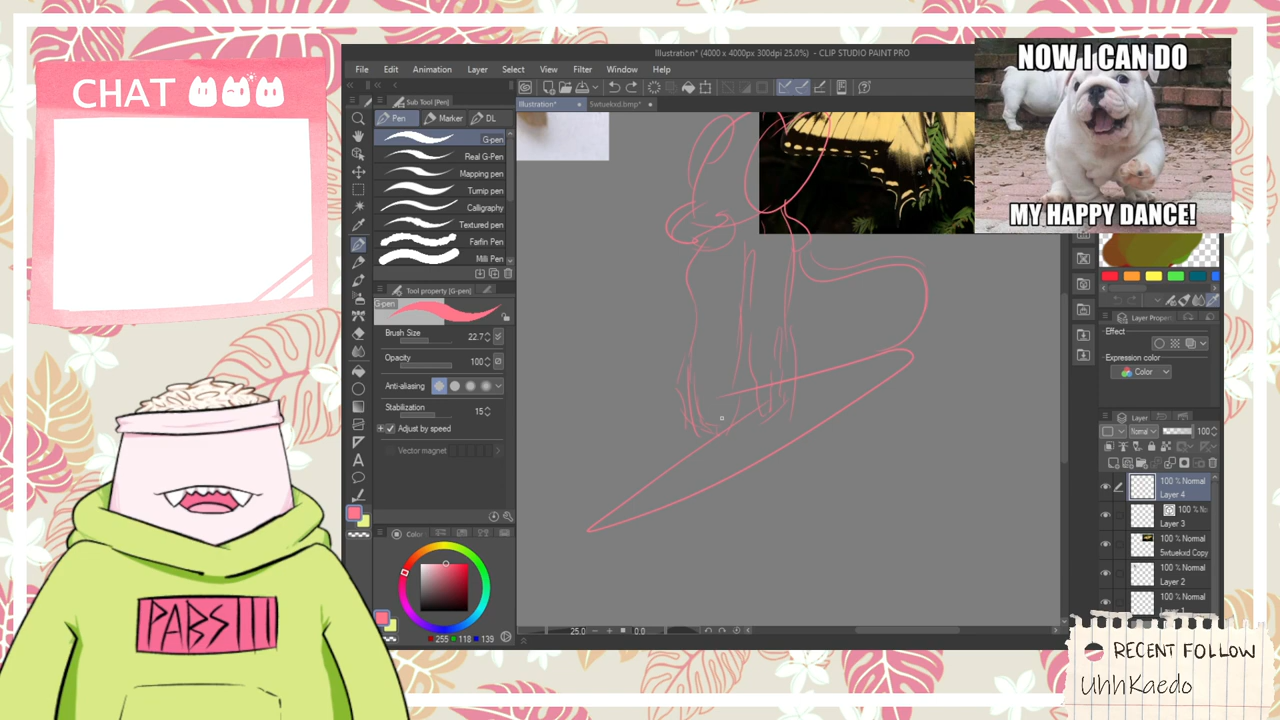 CHAT
Illustration* (4000 x 4000px 300dpi 25.0%) - CLIP STUDIO PAINT PRO
File Edit Animation Layer Select View Filter Window Help
Sub Tool [Pen]
Illustration* 5wtuekxd.bmp*
Pen Marker DL
G-pen
Real G-Pen
Mapping pen
Turnip pen
Calligraphy
Textured pen
Farfin Pen
Milli Pen
Tool property [G-pen]
G-pen
Brush Size 22.7
Opacity 100
Anti-aliasing
Stabilization 15
Adjust by speed
Vector magnet
Color
255 118 139
25.0 0.0
NOW I CAN DO
MY HAPPY DANCE!
Layer Proper
Effect
Expression color
Color
Layer
Normal 100
100 % Normal
Layer 4
100 % No
Layer 3
100 % Normal
5wtuekxd Copy
100 % Normal
Layer 2
100 % Normal
PABSIIII
RECENT FOLLOW
UhhKaedo